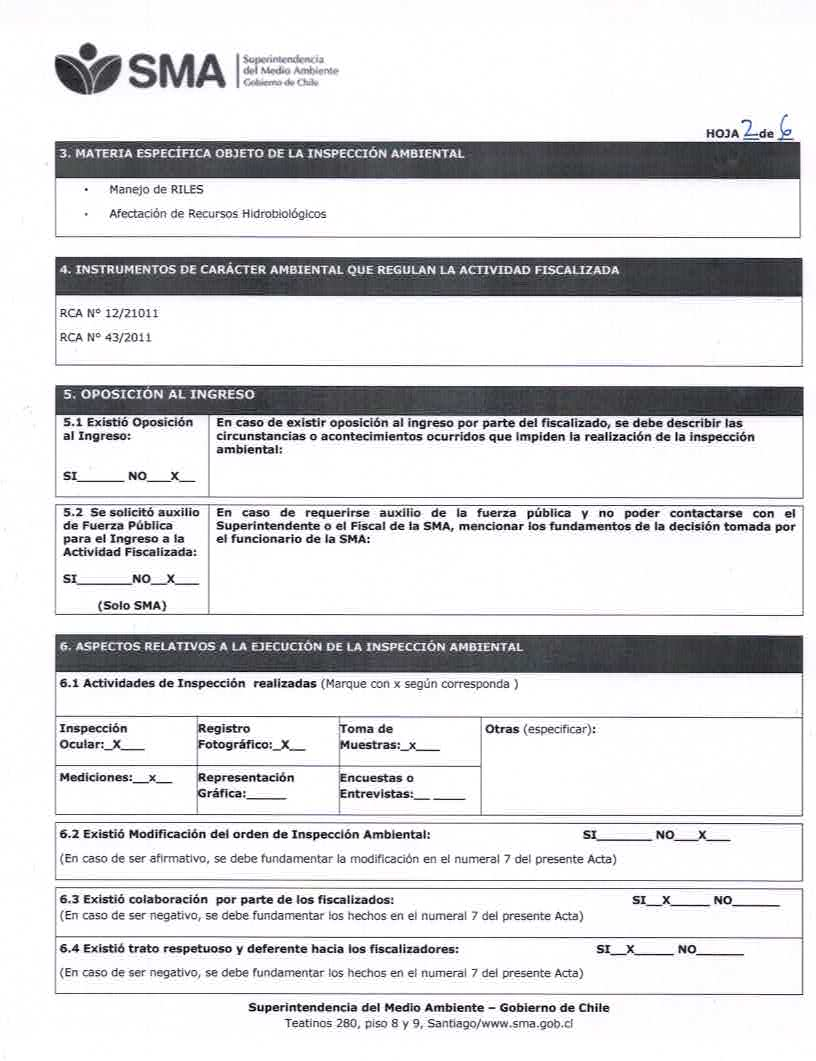 SMA
Superintendencia
del Medio Ambiente
Gobierno de Chile
HOJA 2 de 6
3. MATERIA ESPECÍFICA OBJETO DE LA INSPECCIÓN AMBIENTAL
• Manejo de RILES
• Afectación de Recursos Hidrobiológicos
4. INSTRUMENTOS DE CARÁCTER AMBIENTAL QUE REGULAN LA ACTIVIDAD FISCALIZADA
RCA N° 12/21011
RCA N° 43/2011
5. OPOSICIÓN AL INGRESO
5.1 Existió Oposición
al Ingreso:
SI______ NO___X__
En caso de existir oposición al ingreso por parte del fiscalizado, se debe describir las
circunstancias o acontecimientos ocurridos que impiden la realización de la inspección
ambiental:
5.2 Se solicitó auxilio
de Fuerza Pública
para el Ingreso a la
Actividad Fiscalizada:
SI_______NO__X___
(Solo SMA)
En caso de requerirse auxilio de la fuerza pública y no poder contactarse con el
Superintendente o el Fiscal de la SMA, mencionar los fundamentos de la decisión tomada por
el funcionario de la SMA:
6. ASPECTOS RELATIVOS A LA EJECUCIÓN DE LA INSPECCIÓN AMBIENTAL
6.1 Actividades de Inspección realizadas (Marque con x según corresponda )
Inspección
Ocular:_X___
Registro
Fotográfico:_X__
Toma de
Muestras:_x___
Otras (especificar):
Mediciones:__x__
Representación
Gráfica:_____
Encuestas o
Entrevistas:__ ____
6.2 Existió Modificación del orden de Inspección Ambiental: SI_______ NO___X___
(En caso de ser afirmativo, se debe fundamentar la modificación en el numeral 7 del presente Acta)
6.3 Existió colaboración por parte de los fiscalizados: SI__X_____ NO______
(En caso de ser negativo, se debe fundamentar los hechos en el numeral 7 del presente Acta)
6.4 Existió trato respetuoso y deferente hacia los fiscalizadores: SI__X_____ NO______
(En caso de ser negativo, se debe fundamentar los hechos en el numeral 7 del presente Acta)
Superintendencia del Medio Ambiente – Gobierno de Chile
Teatinos 280, piso 8 y 9, Santiago/www.sma.gob.cl